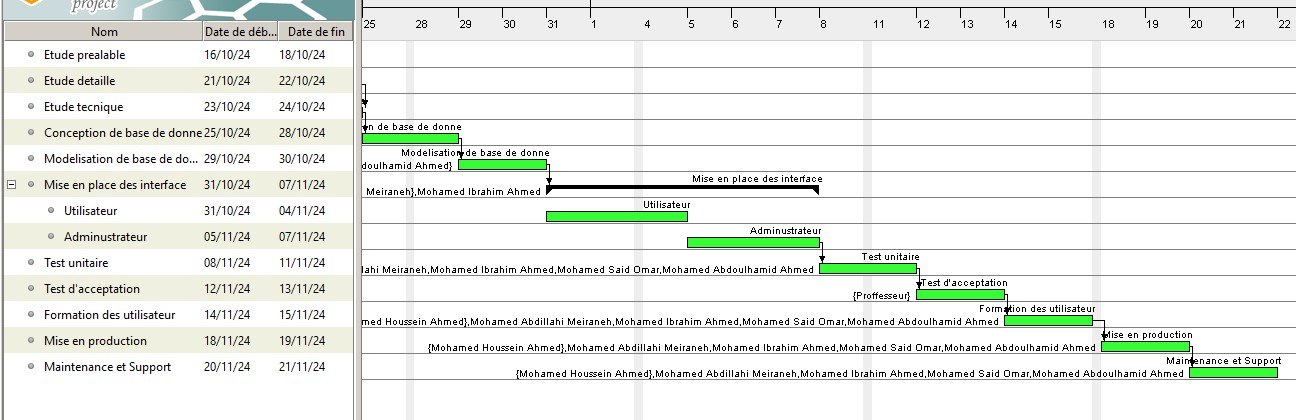 project
25 28 29 30 31 1 4 5 8 11 12 13 14 15 18 19 20 21 22
Nom Date de déb... Date de fin
Etude prealable 16/10/24 18/10/24
Etude detaille 21/10/24 22/10/24
Etude tecnique 23/10/24 24/10/24
n de base de donne
Conception de base de donne 25/10/24 28/10/24
Modelisation de base de donne
Modelisation de base de do... 29/10/24 30/10/24 doulhamid Ahmed}
Mise en place des interface
Mise en place des interface 31/10/24 07/11/24 Meiraneh},Mohamed Ibrahim Ahmed
Utilisateur
Utilisateur 31/10/24 04/11/24
Adminustrateur
Adminustrateur 05/11/24 07/11/24
Test unitaire
Test unitaire 08/11/24 11/11/24 lahi Meiraneh,Mohamed Ibrahim Ahmed,Mohamed Said Omar,Mohamed Abdoulhamid Ahmed}
Test d'acceptation
Test d'acceptation 12/11/24 13/11/24 {Proffesseur}
Formation des utilisateur
Formation des utilisateur 14/11/24 15/11/24 med Houssein Ahmed},Mohamed Abdillahi Meiraneh,Mohamed Ibrahim Ahmed,Mohamed Said Omar,Mohamed Abdoulhamid Ahmed}
Mise en production
Mise en production 18/11/24 19/11/24 {Mohamed Houssein Ahmed},Mohamed Abdillahi Meiraneh,Mohamed Ibrahim Ahmed,Mohamed Said Omar,Mohamed Abdoulhamid Ahmed}
Maintenance et Support
Maintenance et Support 20/11/24 21/11/24 {Mohamed Houssein Ahmed},Mohamed Abdillahi Meiraneh,Mohamed Ibrahim Ahmed,Mohamed Said Omar,Mohamed Abdoulhamid Ahmed}